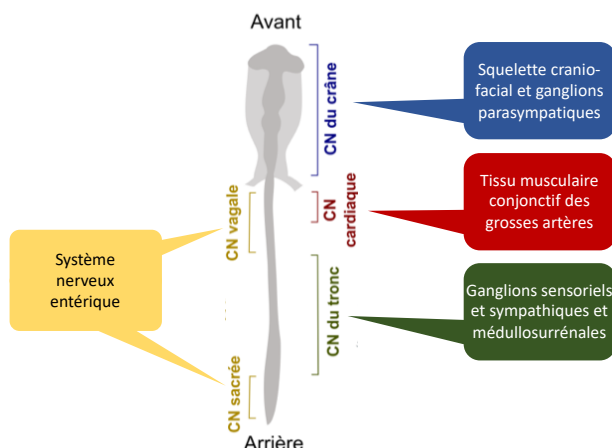 Avant
CN du crâne
Squelette cranio-
facial et ganglions
parasympatiques
CN vagale
CN
cardiaque
Tissu musculaire
conjonctif des
grosses artères
Système
nerveux
entérique
CN du tronc
Ganglions sensoriels
et sympathiques et
médullosurrénales
CN sacrée
Arrière